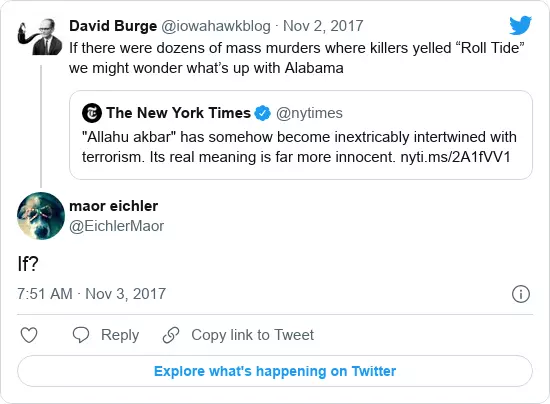 David Burge @iowahawkblog · Nov 2, 2017
If there were dozens of mass murders where killers yelled “Roll Tide”
we might wonder what’s up with Alabama
The New York Times @nytimes
"Allahu akbar" has somehow become inextricably intertwined with
terrorism. Its real meaning is far more innocent. nyti.ms/2A1fVV1
maor eichler
@EichlerMaor
If?
7:51 AM · Nov 3, 2017
Reply Copy link to Tweet
Explore what's happening on Twitter